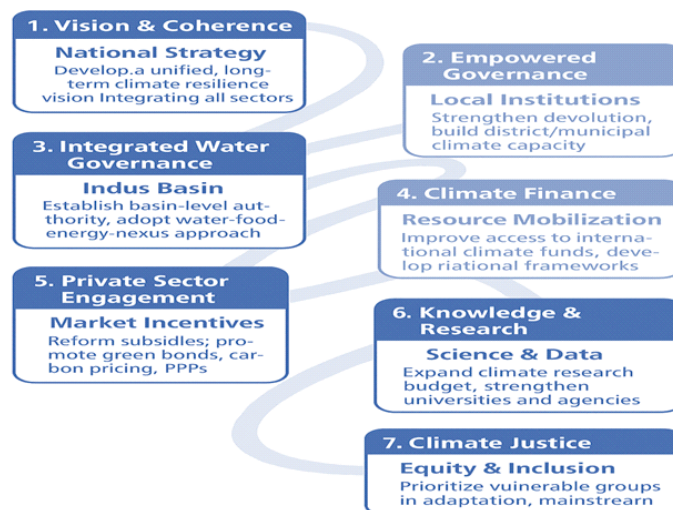 1. Vision & Coherence
National Strategy
Develop.a unified, long-
term climate resilience
vision Integrating all sectors
2. Empowered
Governance
Local Institutions
Strengthen devolution,
build district/municipal
climate capacity
3. Integrated Water
Governance
Indus Basin
Establish basin-level aut-
thority, adopt water-food-
energy-nexus approach
4. Climate Finance
Resource Mobilization
Improve access to interna-
tional climate funds, deve-
lop riational frameworks
5. Private Sector
Engagement
Market Incentives
Reform subsidles; pro-
mote green bonds, car-
bon pricing, PPPs
6. Knowledge &
Research
Science & Data
Expand climate research
budget, strengthen
universities and agencies
7. Climate Justice
Equity & Inclusion
Prioritize vuinerable groups
in adaptation, mainstrearn